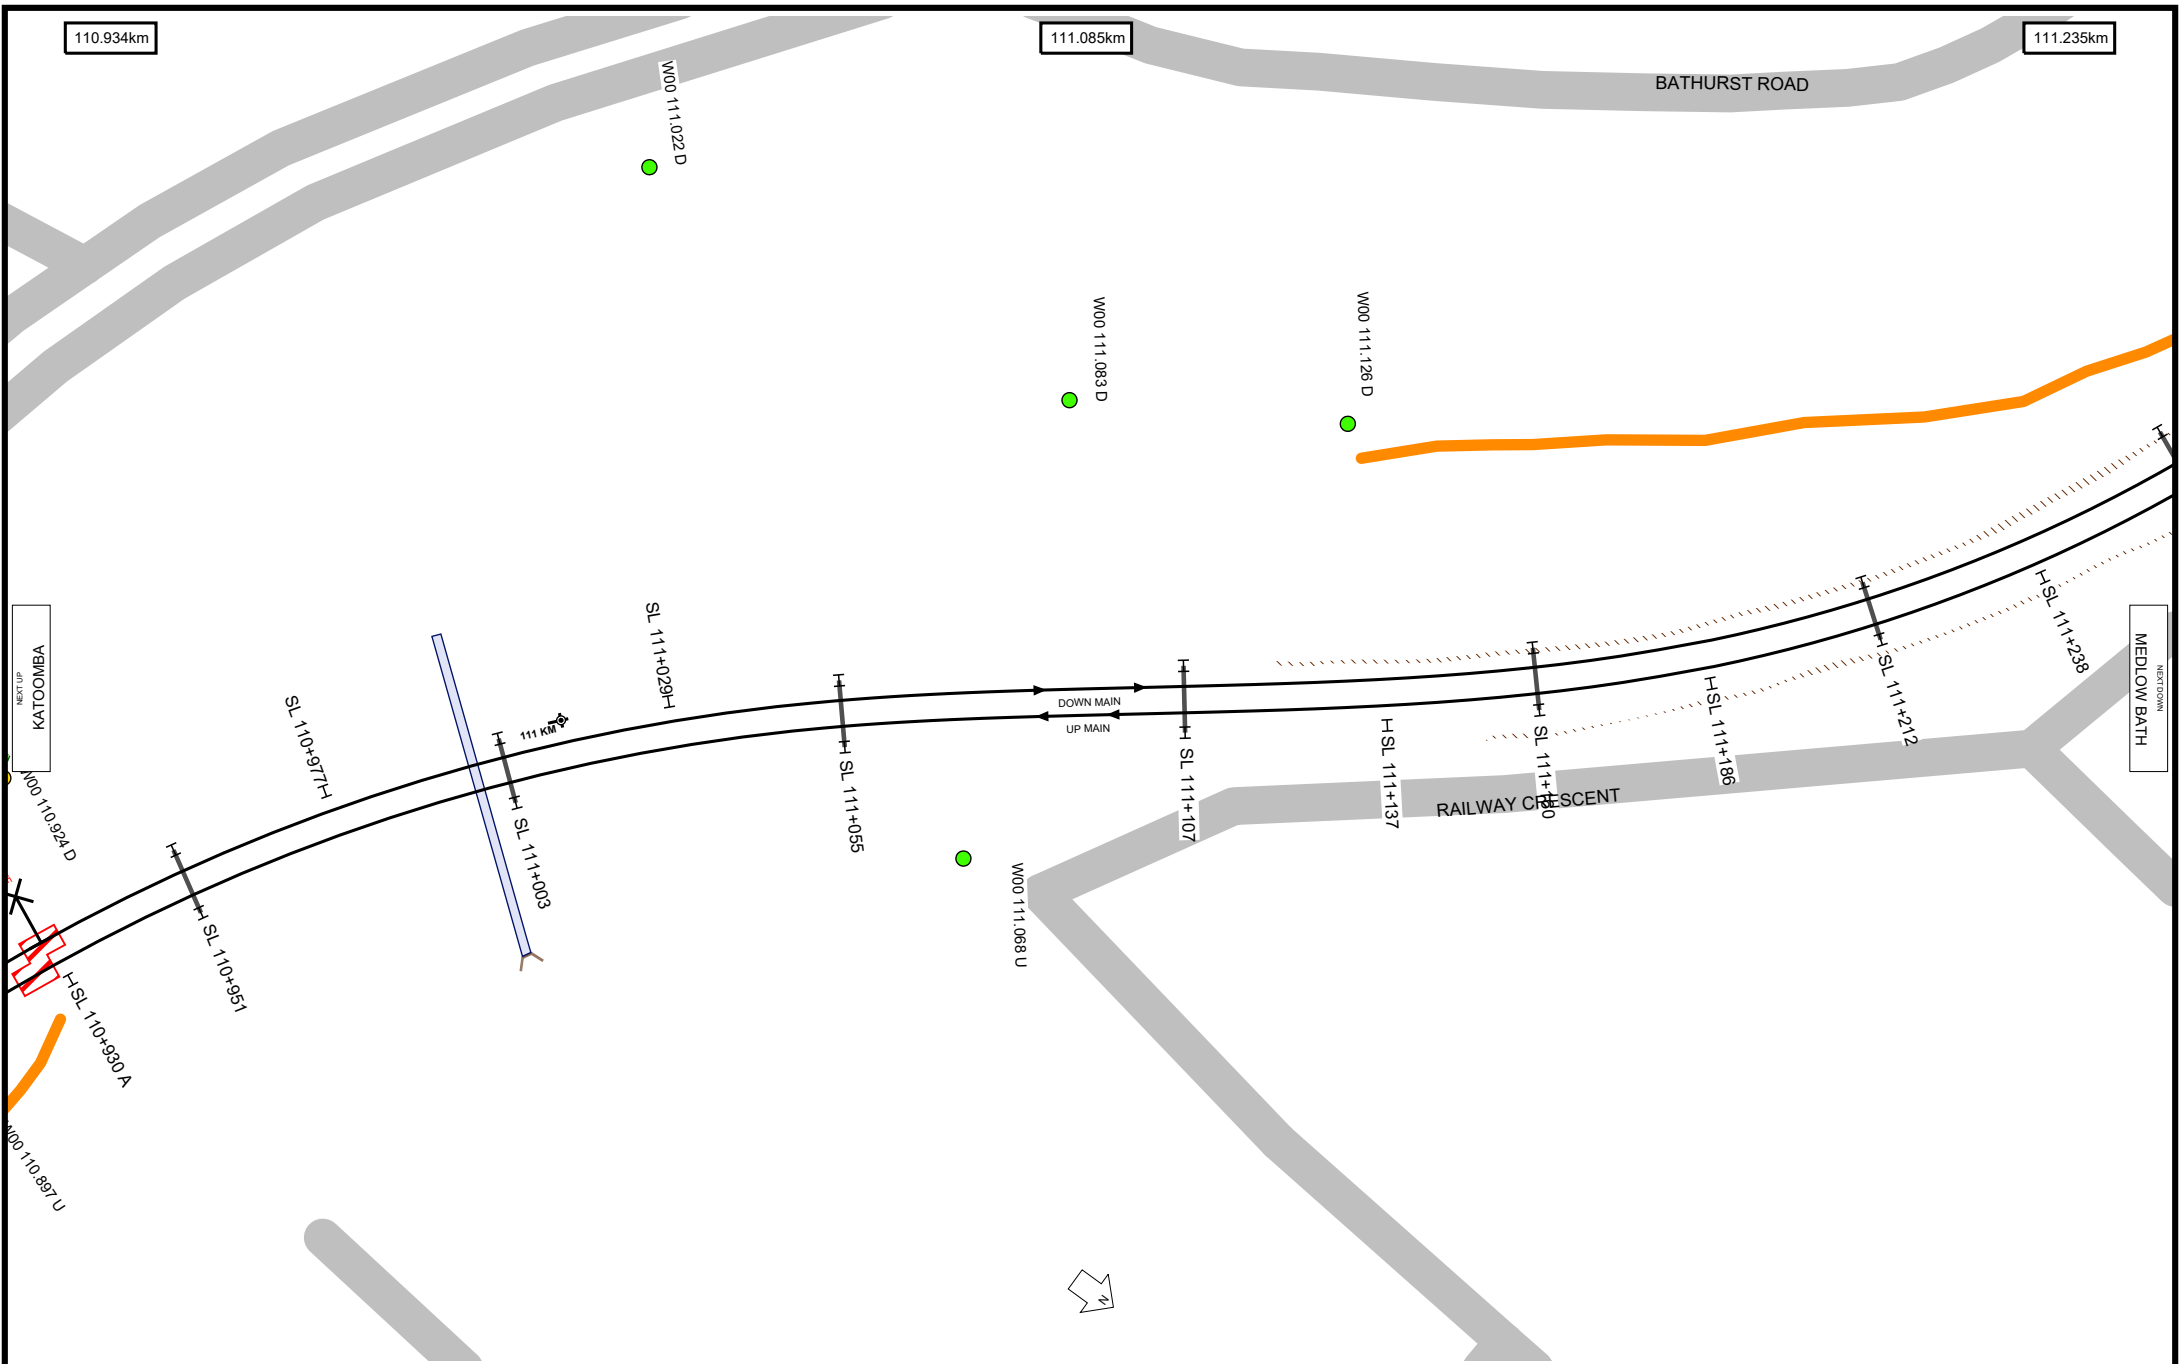 110.934km
111.085km
111.235km
BATHURST ROAD
W00 111.022 D
W00 111.083 D
W00 111.126 D
NEXT UP
KATOOMBA
SL 110+977
111 KM
SL 111+029
DOWN MAIN
UP MAIN
SL 111+238
MEDLOW BATH
NEXT DOWN
W00 110.924 D
SL 110+951
SL 111+003
SL 111+055
SL 111+107
SL 111+137
SL 111+186
SL 111+212
RAILWAY CRESCENT
W00 111.068 U
SL 110+930 A
W00 110.897 U
N